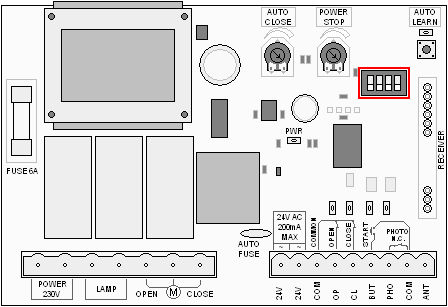 AUTO
CLOSE
POWER
STOP
AUTO
LEARN
FUSE 6A
PWR
RECEIVER
24V AC
200mA
MAX
~ ~
COMMON
OPEN
CLOSE
START
PHOTO
N.C.
AUTO
FUSE
POWER
230V
LAMP
OPEN
M
CLOSE
24V
24V
COM
OP
CL
BUT
PHO
COM
ANT